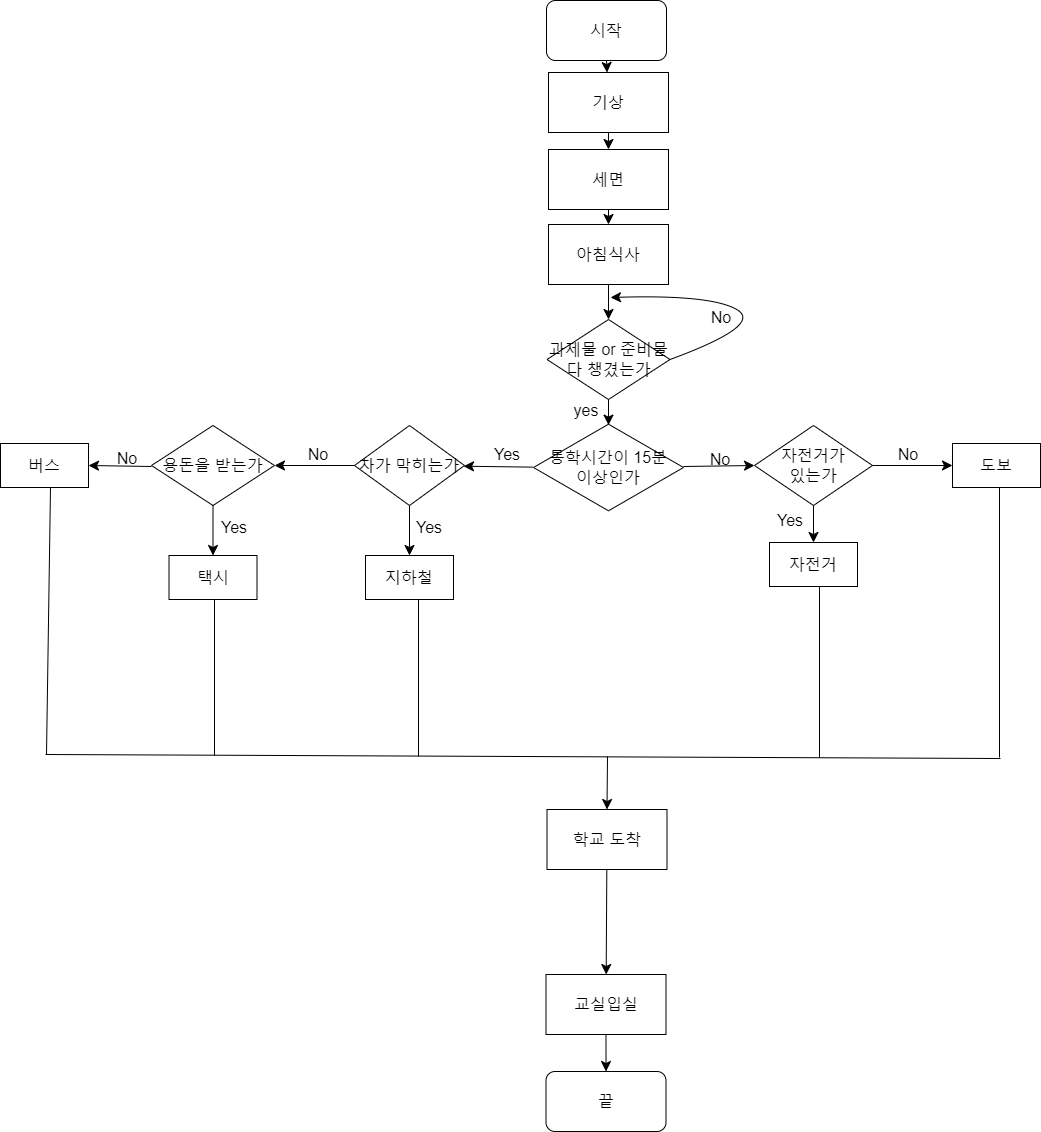 시작
기상
세면
아침식사
No
과제물 or 준비물
다 챙겼는가
yes
버스
No
용돈을 받는가
No
차가 막히는가
Yes
통학시간이 15분
이상인가
No
자전거가
있는가
No
도보
Yes
Yes
Yes
택시
지하철
자전거
학교 도착
교실입실
끝